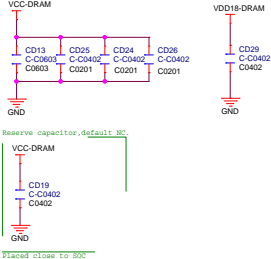 VCC-DRAM
VDD18-DRAM
CD13
C-C0603
C0603
CD25
C-C0402
C0201
CD24
C-C0402
C0201
CD26
C-C0402
C0201
CD29
C-C0402
C0402
GND
GND
Reserve capacitor,default NC.
VCC-DRAM
CD19
C-C0402
C0402
GND
Placed close to SOC